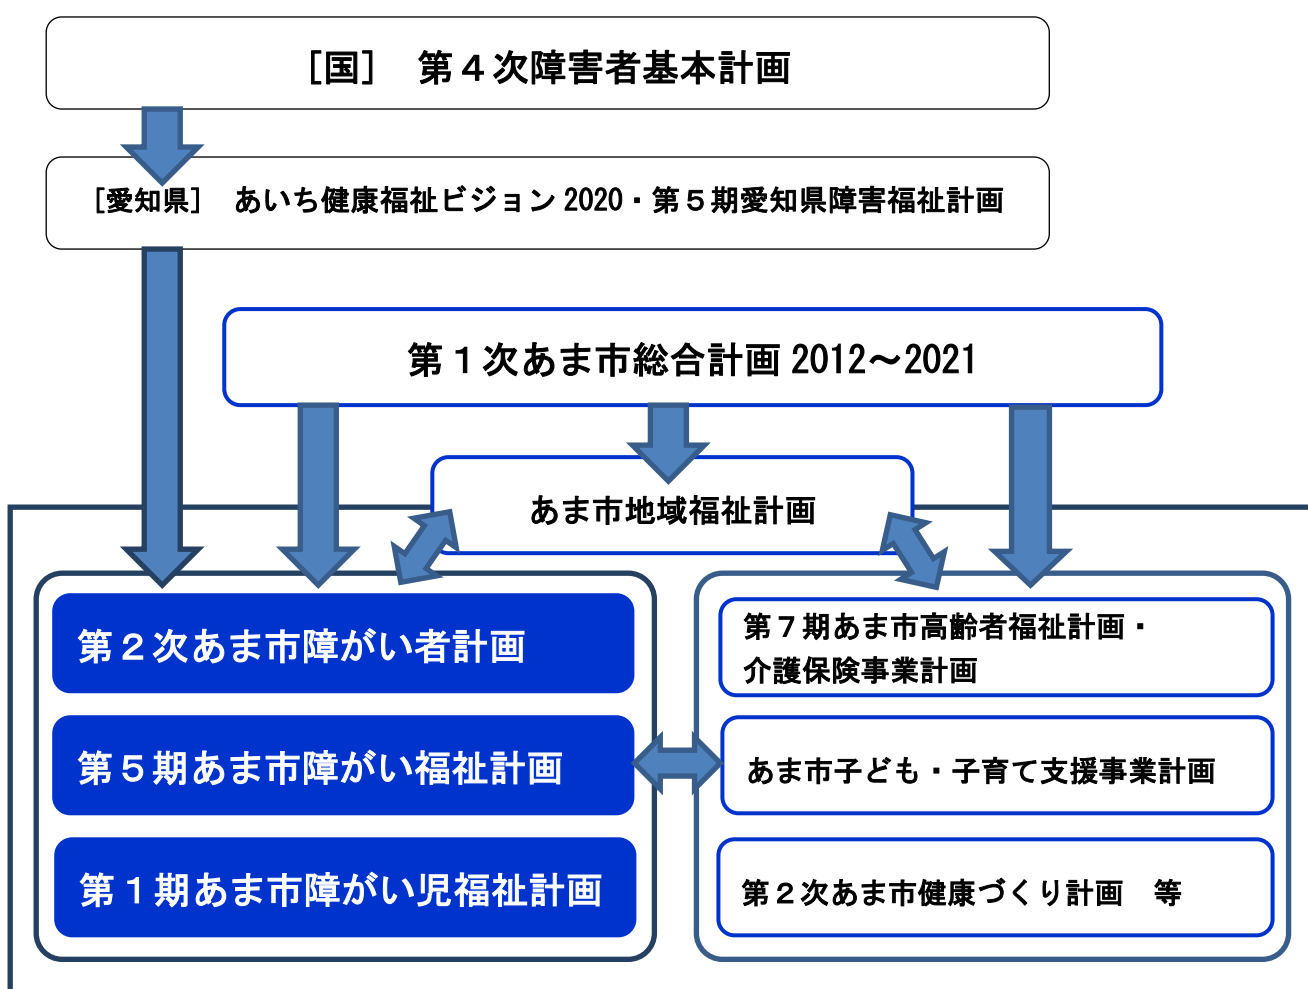 ［国］　第４次障害者基本計画
［愛知県］　あいち健康福祉ビジョン 2020・第５期愛知県障害福祉計画
第１次あま市総合計画 2012～2021
あま市地域福祉計画
第２次あま市障がい者計画
第５期あま市障がい福祉計画
第１期あま市障がい児福祉計画
第７期あま市高齢者福祉計画・
介護保険事業計画
あま市子ども・子育て支援事業計画
第２次あま市健康づくり計画　等